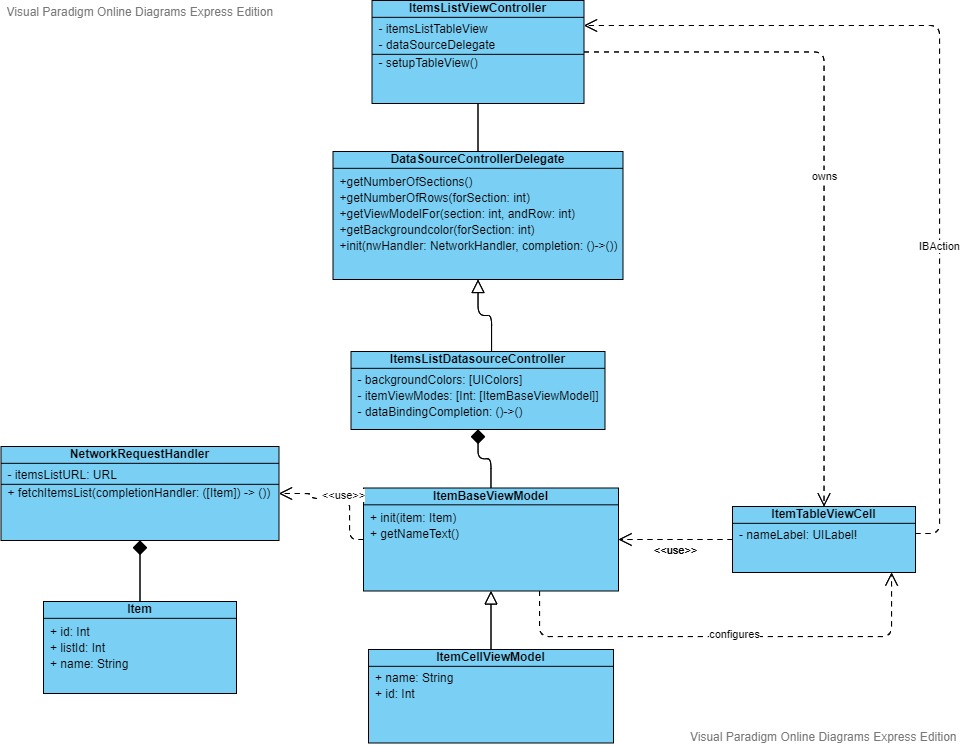 Visual Paradigm Online Diagrams Express Edition
ItemsListViewController
- itemsListTableView
- dataSourceDelegate
- setupTableView()
DataSourceControllerDelegate
+getNumberOfSections()
+getNumberOfRows(forSection: int)
+getViewModelFor(section: int, andRow: int)
+getBackgroundcolor(forSection: int)
+init(nwHandler: NetworkHandler, completion: ()->())
owns
IBAction
ItemsListDatasourceController
- backgroundColors: [UIColors]
- itemViewModes: [Int: [ItemBaseViewModel]]
- dataBindingCompletion: ()->()
NetworkRequestHandler
- itemsListURL: URL
+ fetchItemsList(completionHandler: ([Item]) -> ())
<<use>>
ItemBaseViewModel
+ init(item: Item)
+ getNameText()
<<use>>
ItemTableViewCell
- nameLabel: UILabel!
configures
Item
+ id: Int
+ listId: Int
+ name: String
ItemCellViewModel
+ name: String
+ id: Int
Visual Paradigm Online Diagrams Express Edition